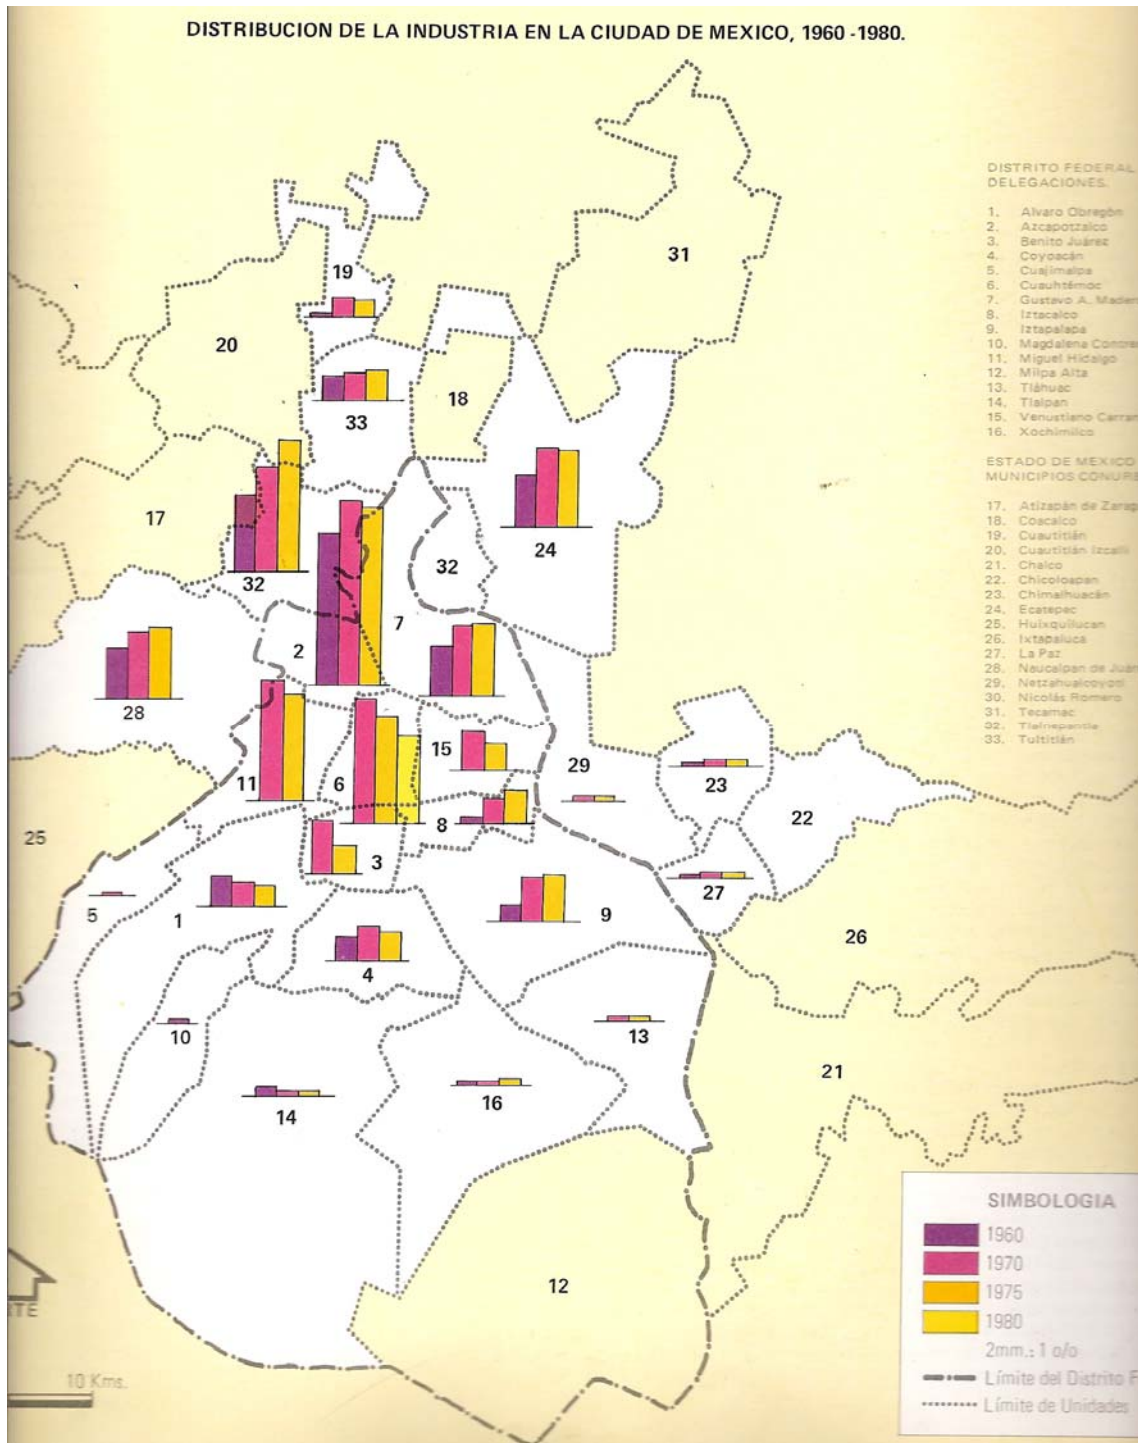 DISTRIBUCION DE LA INDUSTRIA EN LA CIUDAD DE MEXICO, 1960 -1980.
DISTRITO FEDERAL
DELEGACIONES.
1. Alvaro Obregón
2. Azcapotzalco
3. Benito Juárez
4. Coyoacán
5. Cuajimalpa
6. Cuauhtémoc
7. Gustavo A. Mader
8. Iztacalco
9. Iztapalapa
10. Magdalena Contre
11. Miguel Hidalgo
12. Milpa Alta
13. Tláhuac
14. Tlalpan
15. Venustiano Carran
16. Xochimilco
ESTADO DE MEXICO
MUNICIPIOS CONURB
17. Atizapán de Zarag
18. Coacalco
19. Cuautitlán
20. Cuautitlán Izcalli
21. Chalco
22. Chicoloapan
23. Chimalhuacán
24. Ecatepec
25. Huixquilucan
26. Ixtapaluca
27. La Paz
28. Naucalpan de Juár
29. Netzahualcoyotl
30. Nicolás Romero
31. Tecamac
32. Tlalnepantla
33. Tultitlán
31
19
20
18
33
17
32
24
32
7
2
28
15
29
11
6
23
8
22
25
3
27
5
1
9
26
4
10
13
21
14
16
12
RTE
10 Kms.
SIMBOLOGIA
1960
1970
1975
1980
2mm.: 1 o/o
Límite del Distrito F
Límite de Unidades